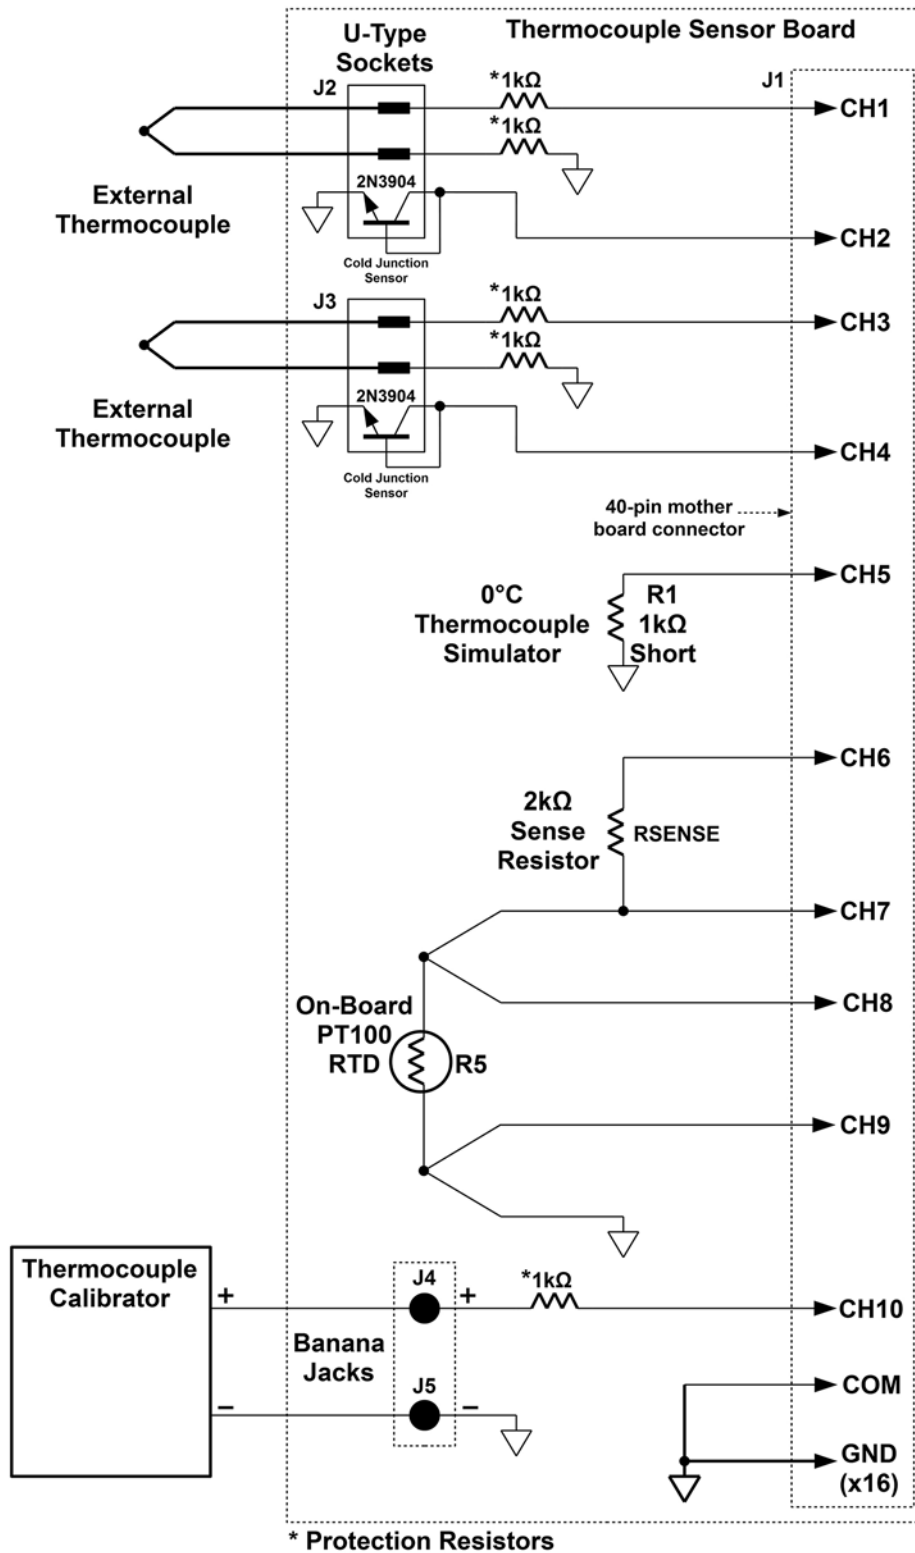 Thermocouple Sensor Board
U-Type
Sockets
J2
*1kΩ
J1
CH1
*1kΩ
2N3904
External
Thermocouple
CH2
Cold Junction
Sensor
J3
*1kΩ
CH3
*1kΩ
2N3904
External
Thermocouple
CH4
Cold Junction
Sensor
40-pin mother
board connector
CH5
0°C
Thermocouple
Simulator
R1
1kΩ
Short
CH6
2kΩ
Sense
Resistor
RSENSE
CH7
CH8
On-Board
PT100
RTD
R5
CH9
Thermocouple
Calibrator
+
J4
+
*1kΩ
CH10
Banana
Jacks
J5
–
–
COM
GND
(x16)
* Protection Resistors